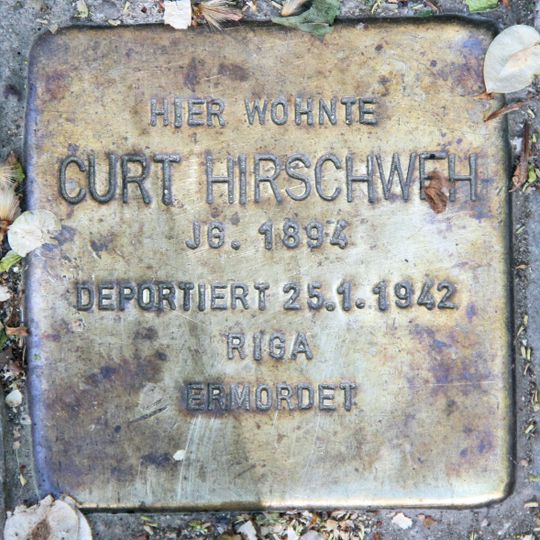 HIER WOHNTE
CURT HIRSCHWEH
JG. 1894
DEPORTIERT 25.1.1942
RIGA
ERMORDET